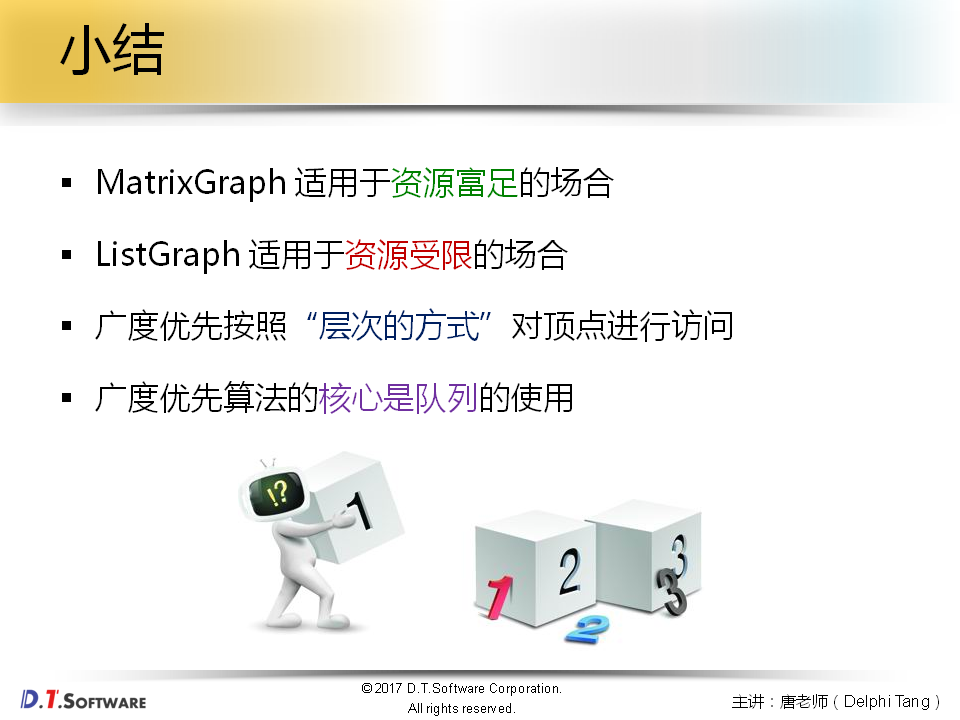 小结
▪ MatrixGraph 适用于资源富足的场合
▪ ListGraph 适用于资源受限的场合
▪ 广度优先按照“层次的方式”对顶点进行访问
▪ 广度优先算法的核心是队列的使用
!?
1
2
3
1
2
3
D.T.SOFTWARE
©2017 D.T.Software Corporation.
All rights reserved.
主讲：唐老师（Delphi Tang）